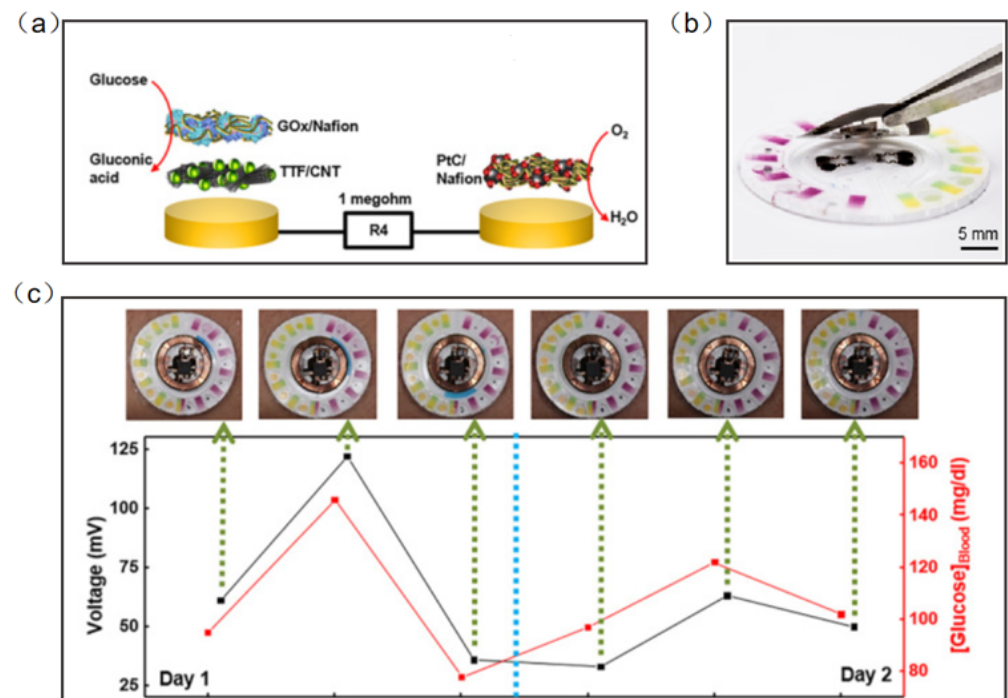 (a)
Glucose
GOx/Nafion
Gluconic
acid
TTF/CNT
1 megohm
R4
PtC/
Nafion
O₂
H₂O
(b)
5 mm
(c)
125
100
75
50
25
Voltage (mV)
Day 1
Day 2
160
140
120
100
80
[Glucose]Blood (mg/dl)